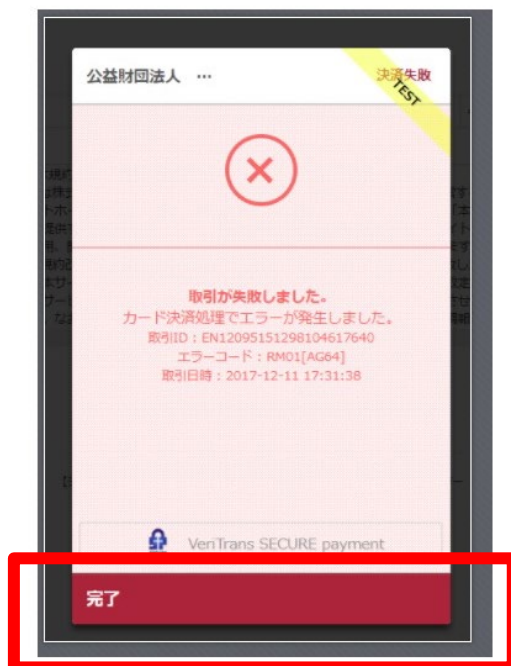 公益財団法人 … 決済失敗
TEST
取引が失敗しました。
カード決済処理でエラーが発生しました。
取引ID：EN12095151298104617640
エラーコード：RM01[AG64]
取引日時：2017-12-11 17:31:38
VeriTrans SECURE payment
完了